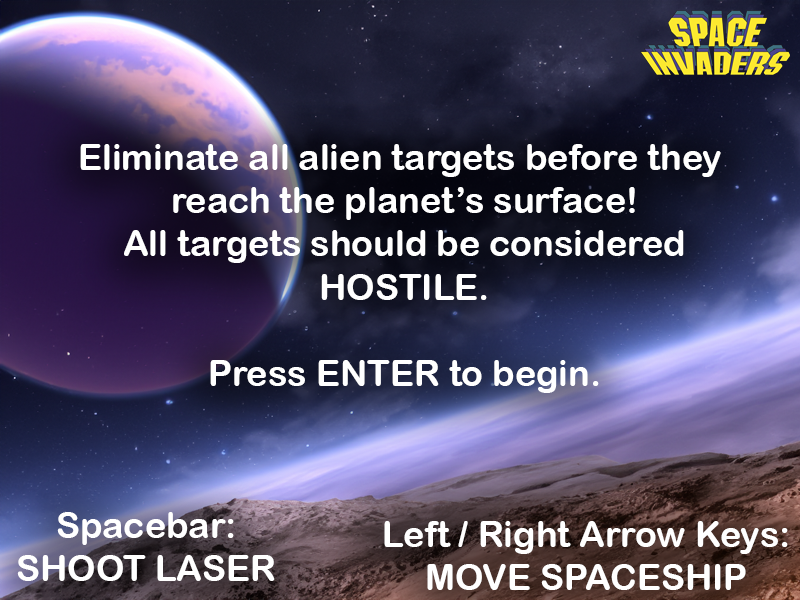 SPACE
INVADERS
Eliminate all alien targets before they
reach the planet’s surface!
All targets should be considered
HOSTILE.
Press ENTER to begin.
Spacebar:
SHOOT LASER
Left / Right Arrow Keys:
MOVE SPACESHIP